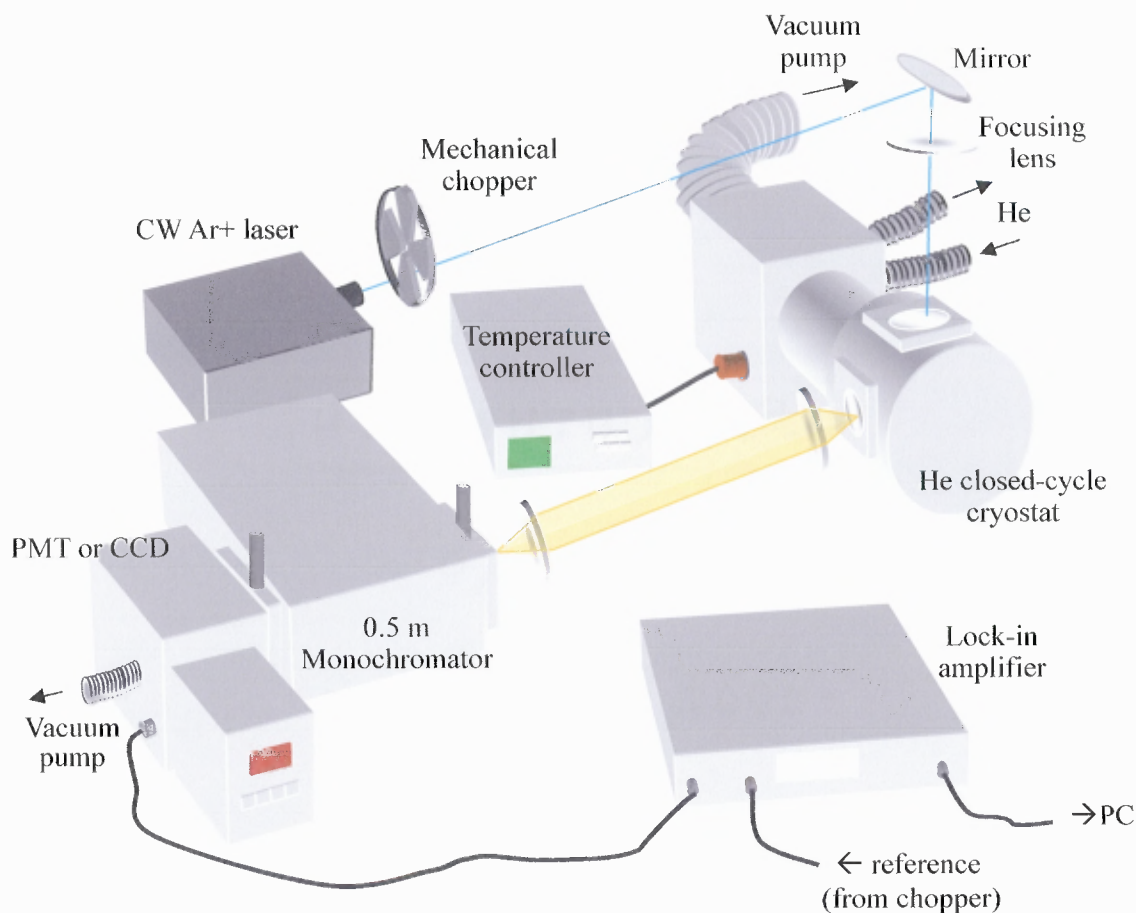 Vacuum
pump
Mirror
Focusing
lens
Mechanical
chopper
He
CW Ar+ laser
Temperature
controller
He closed-cycle
cryostat
PMT or CCD
0.5 m
Monochromator
Lock-in
amplifier
Vacuum
pump
→PC
← reference
(from chopper)